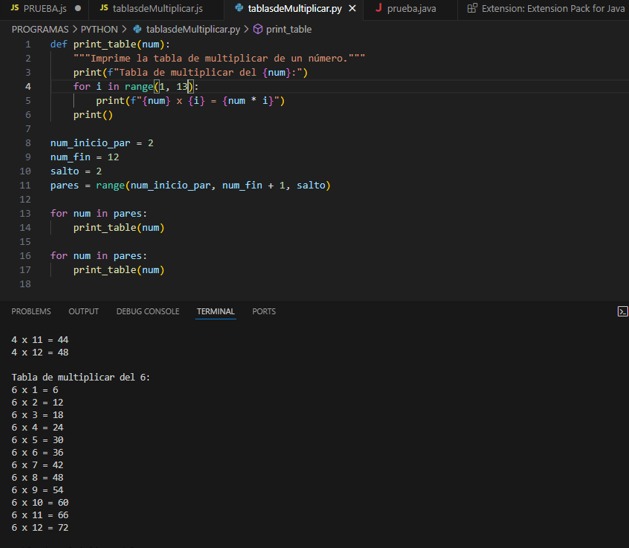 JS PRUEBA.js JS tablasdeMultiplicar.js tablasdeMultiplicar.py J prueba.java Extension: Extension Pack for Java
PROGRAMAS > PYTHON > tablasdeMultiplicar.py > print_table
1 def print_table(num):
2     """Imprime la tabla de multiplicar de un número."""
3     print(f"Tabla de multiplicar del {num}:")
4     for i in range(1, 13):
5         print(f"{num} x {i} = {num * i}")
6     print()
7
8 num_inicio_par = 2
9 num_fin = 12
10 salto = 2
11 pares = range(num_inicio_par, num_fin + 1, salto)
12
13 for num in pares:
14     print_table(num)
15
16 for num in pares:
17     print_table(num)
18
PROBLEMS OUTPUT DEBUG CONSOLE TERMINAL PORTS
4 x 11 = 44
4 x 12 = 48
Tabla de multiplicar del 6:
6 x 1 = 6
6 x 2 = 12
6 x 3 = 18
6 x 4 = 24
6 x 5 = 30
6 x 6 = 36
6 x 7 = 42
6 x 8 = 48
6 x 9 = 54
6 x 10 = 60
6 x 11 = 66
6 x 12 = 72